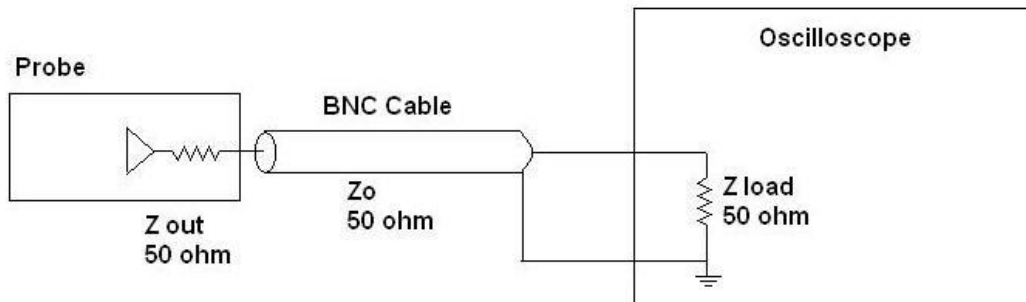 Oscilloscope
Probe
BNC Cable
Z out
50 ohm
Zo
50 ohm
Z load
50 ohm